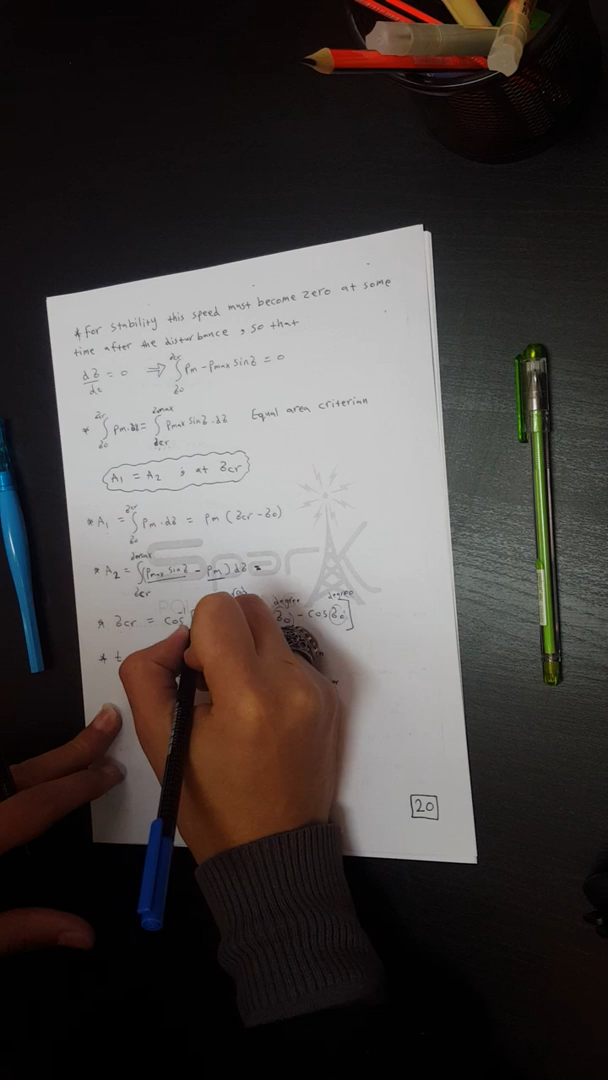 * For stability this speed must become zero at some
time after the disturbance, so that
dδ/dt = 0 ⇒ ∫δ0^δcr Pm - Pmax sinδ = 0
* ∫δ0^δcr Pm.dδ = ∫δcr^δmax Pmax sinδ.dδ Equal area criterian
A1 = A2 , at δcr
* A1 = ∫δ0^δcr Pm.dδ = Pm (δcr - δ0)
* A2 = ∫δcr^δmax (Pmax sinδ - Pm) dδ =
Spark
* δcr = Cos δ0) - Cos(δ0)]
degree degree
* t
20